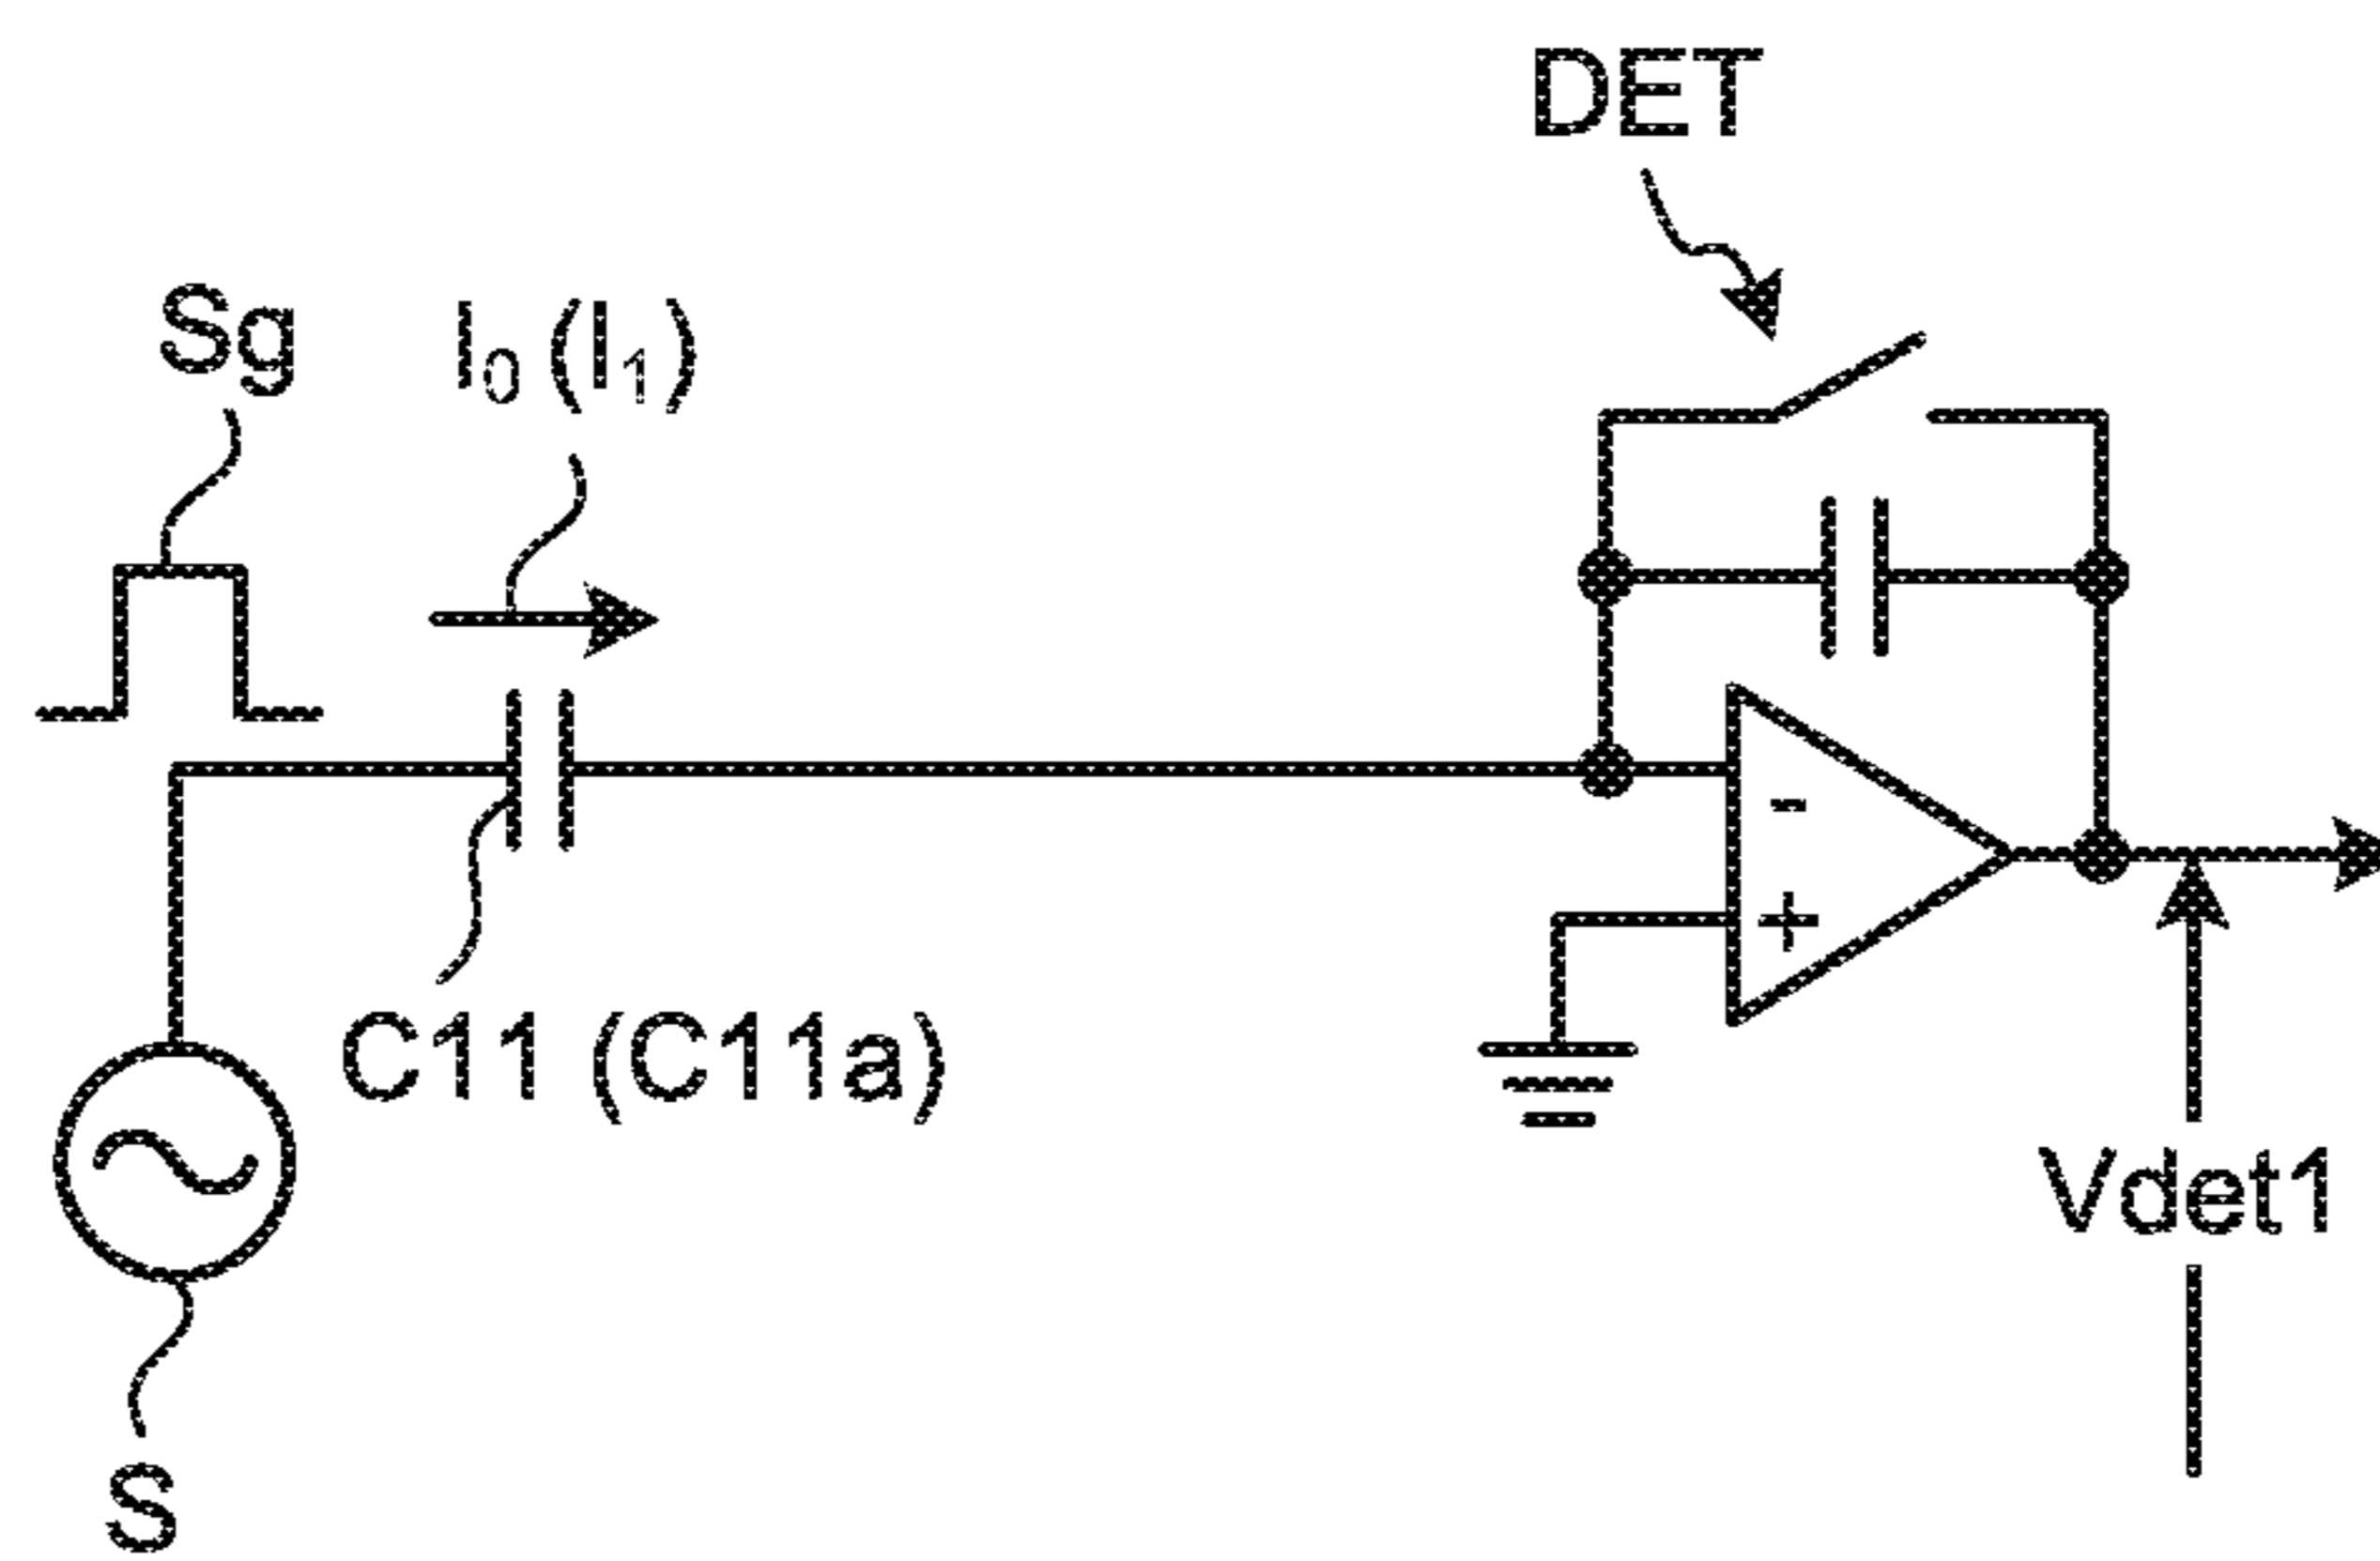 DET
Sg
I0 (I1)
-
+
C11 (C11a)
Vdet1
S